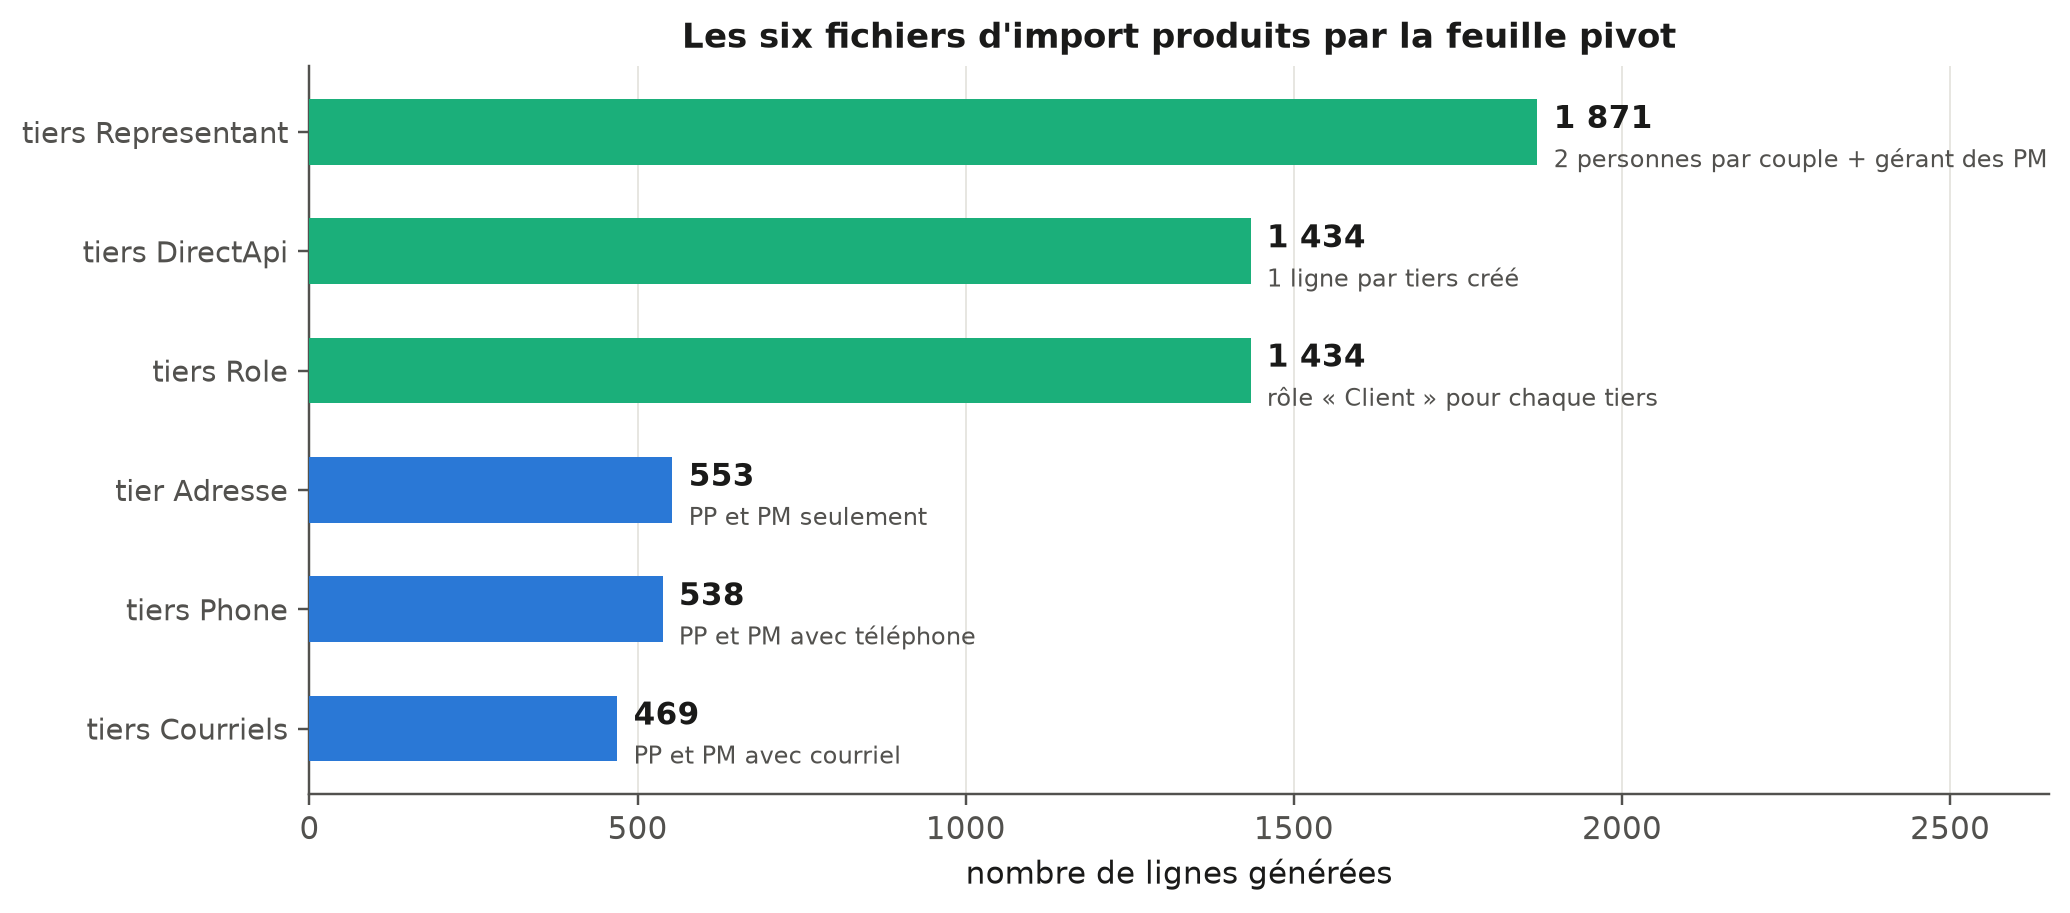 Les six fichiers d'import produits par la feuille pivot
tiers Representant
1 871
2 personnes par couple + gérant des PM
tiers DirectApi
1 434
1 ligne par tiers créé
tiers Role
1 434
rôle « Client » pour chaque tiers
tier Adresse
553
PP et PM seulement
tiers Phone
538
PP et PM avec téléphone
tiers Courriels
469
PP et PM avec courriel
0 500 1000 1500 2000 2500
nombre de lignes générées